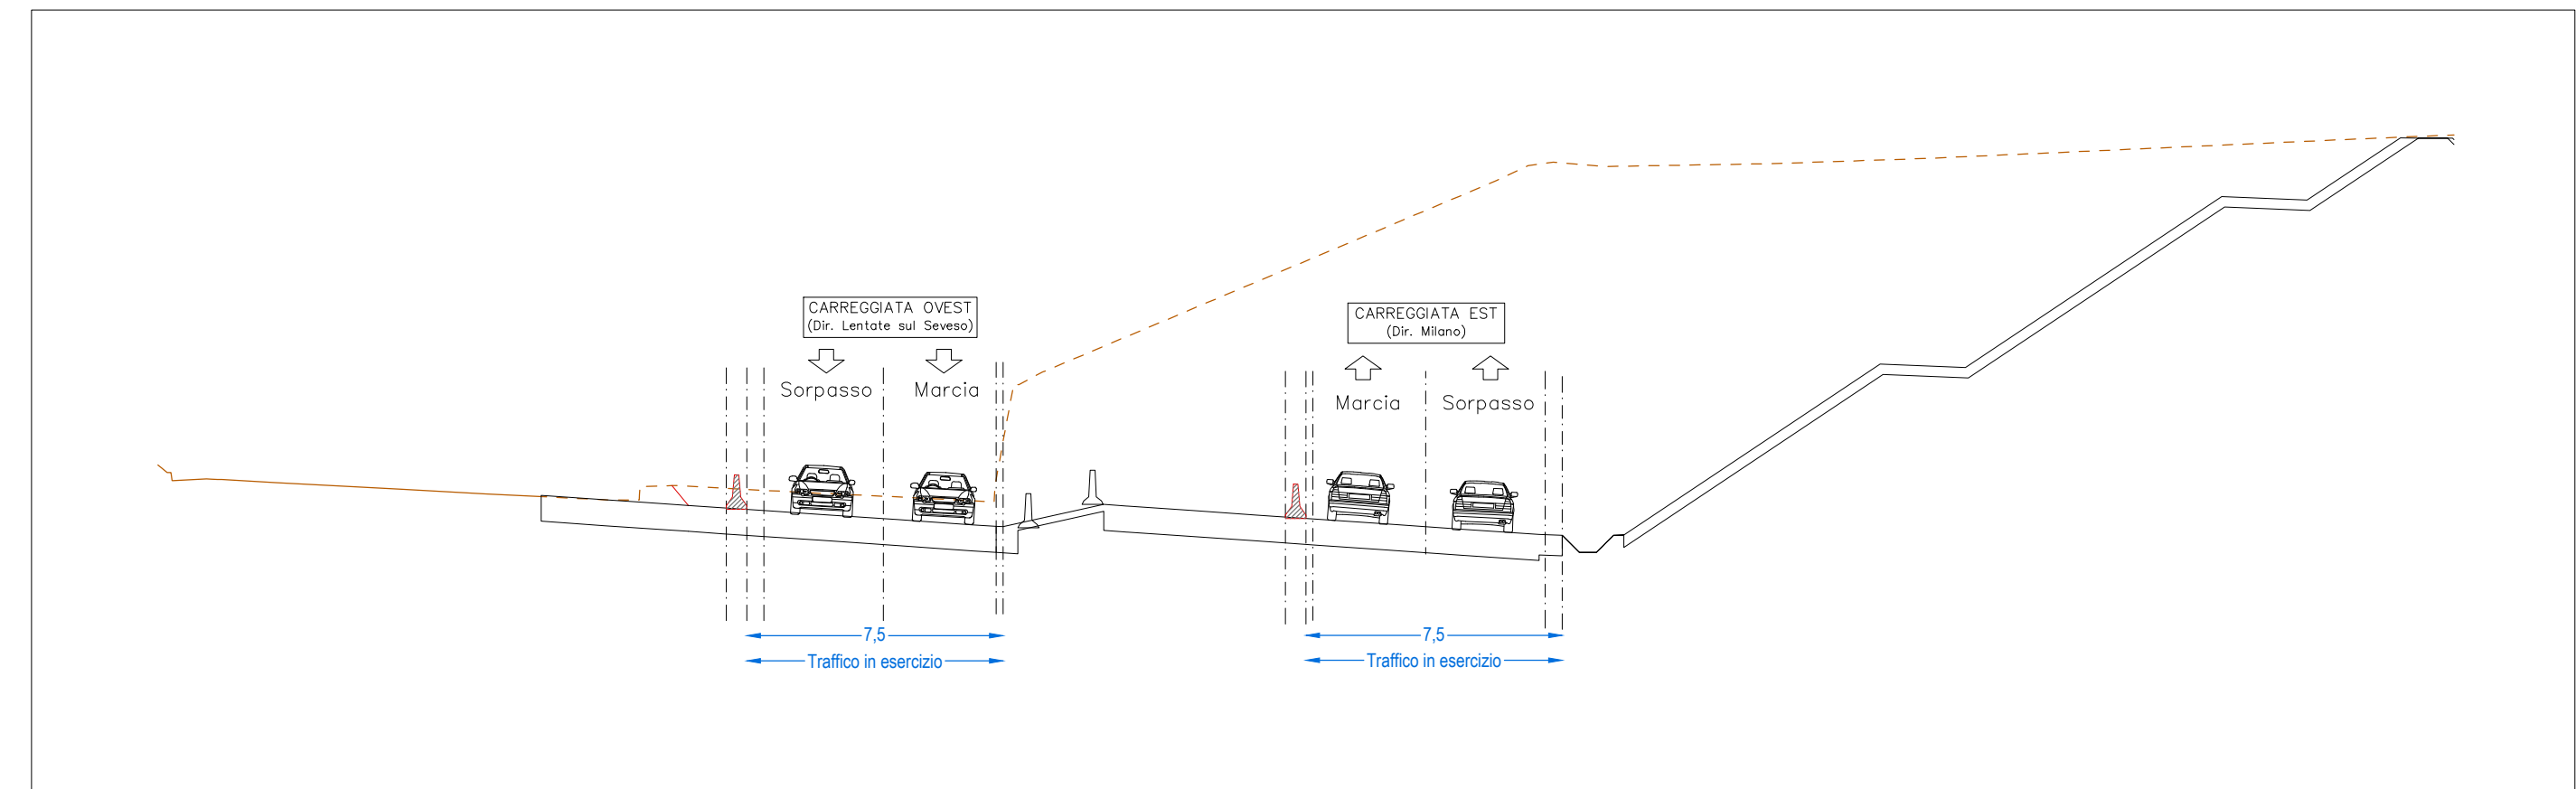 CARREGGIATA OVEST
(Dir. Lentate sul Seveso)
Sorpasso
Marcia
CARREGGIATA EST
(Dir. Milano)
Marcia
Sorpasso
7,5
Traffico in esercizio
7,5
Traffico in esercizio